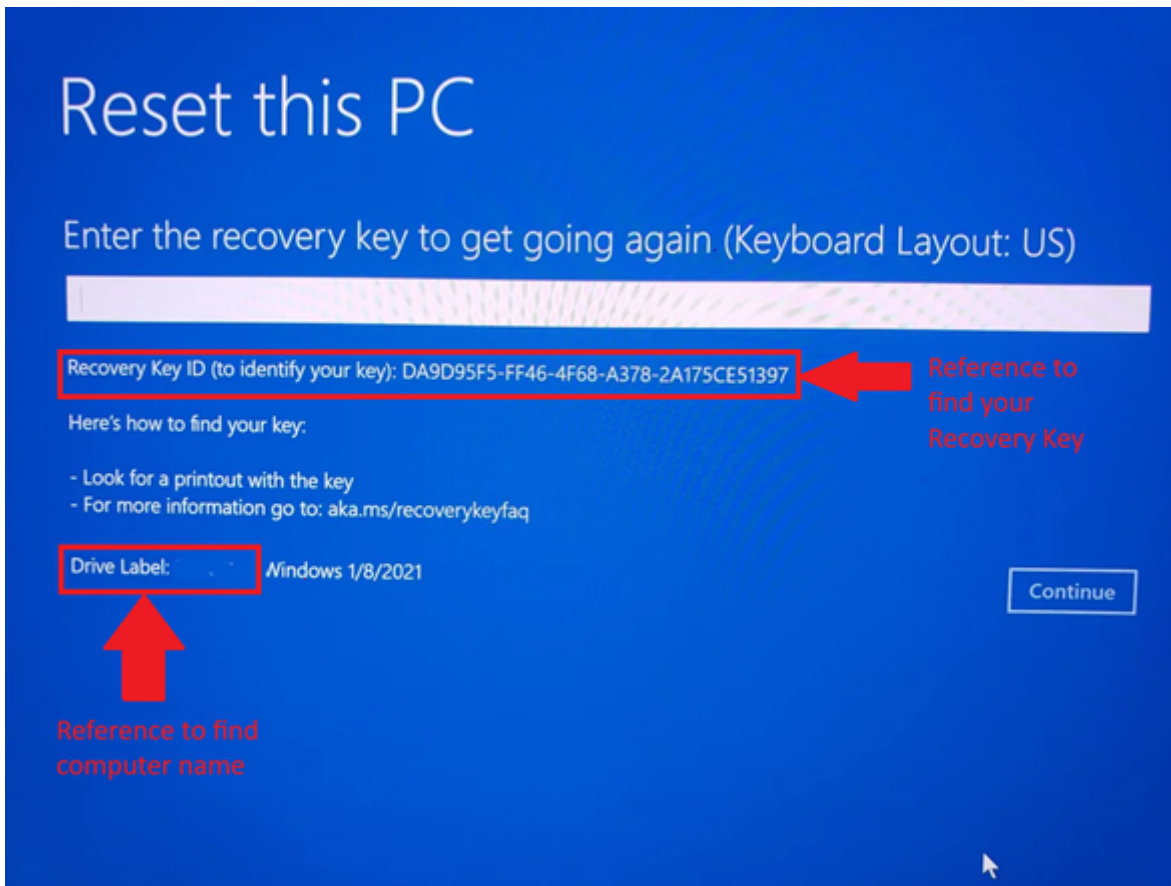 Reset this PC
Enter the recovery key to get going again (Keyboard Layout: US)
Recovery Key ID (to identify your key): DA9D95F5-FF46-4F68-A378-2A175CE51397
Reference to
find your
Recovery Key
Here's how to find your key:
- Look for a printout with the key
- For more information go to: aka.ms/recoverykeyfaq
Drive Label: Windows 1/8/2021
Continue
Reference to find
computer name